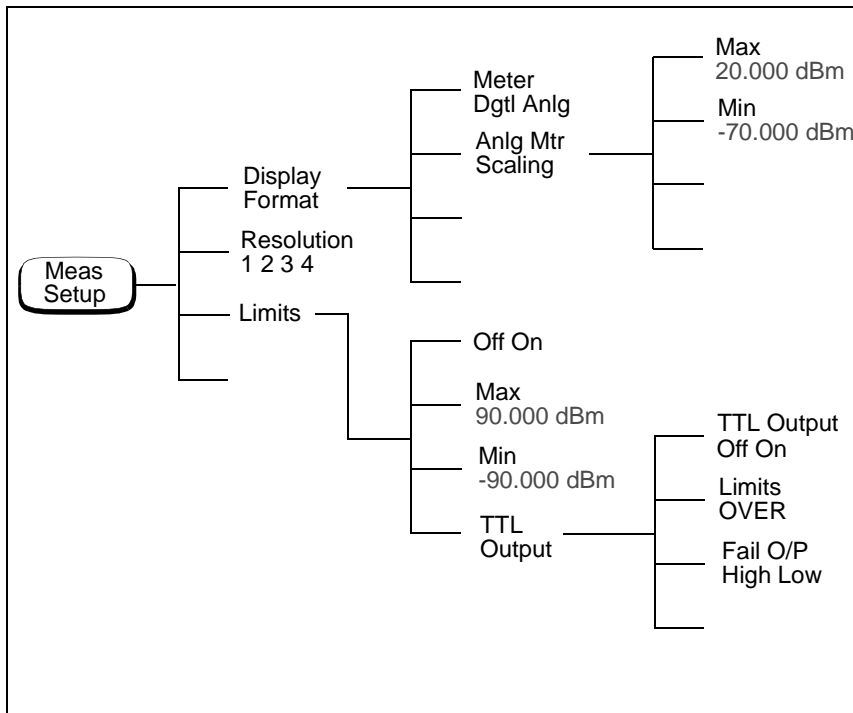 Meas
Setup
Display
Format
Resolution
1 2 3 4
Limits
Meter
Dgtl Anlg
Anlg Mtr
Scaling
Max
20.000 dBm
Min
-70.000 dBm
Off On
Max
90.000 dBm
Min
-90.000 dBm
TTL
Output
TTL Output
Off On
Limits
OVER
Fail O/P
High Low